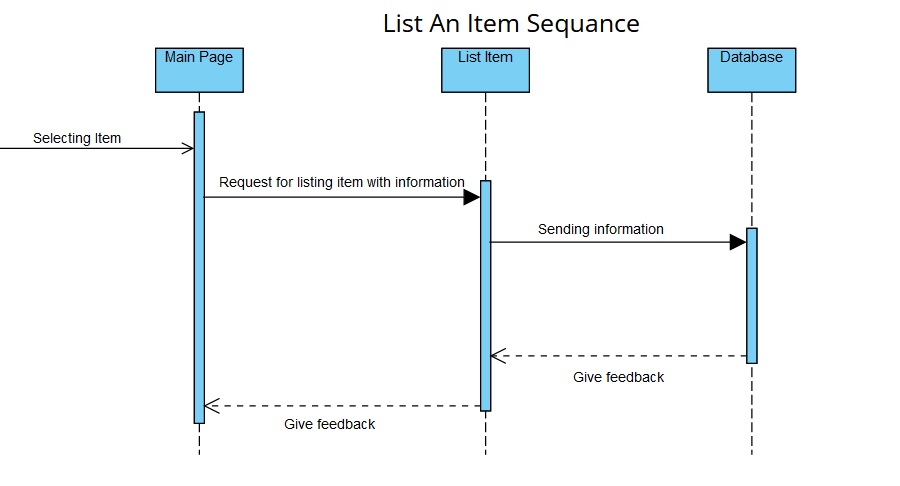 List An Item Sequance
Main Page
List Item
Database
Selecting Item
Request for listing item with information
Sending information
Give feedback
Give feedback